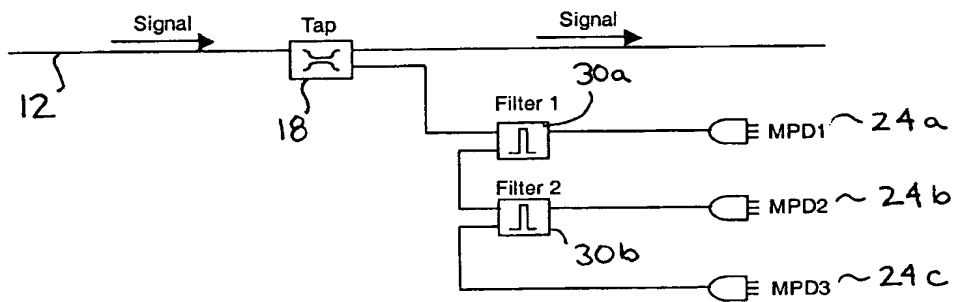 Signal
Tap
Signal
12
18
30a
Filter 1
MPD1 ~ 24a
Filter 2
MPD2 ~ 24b
30b
MPD3 ~ 24c